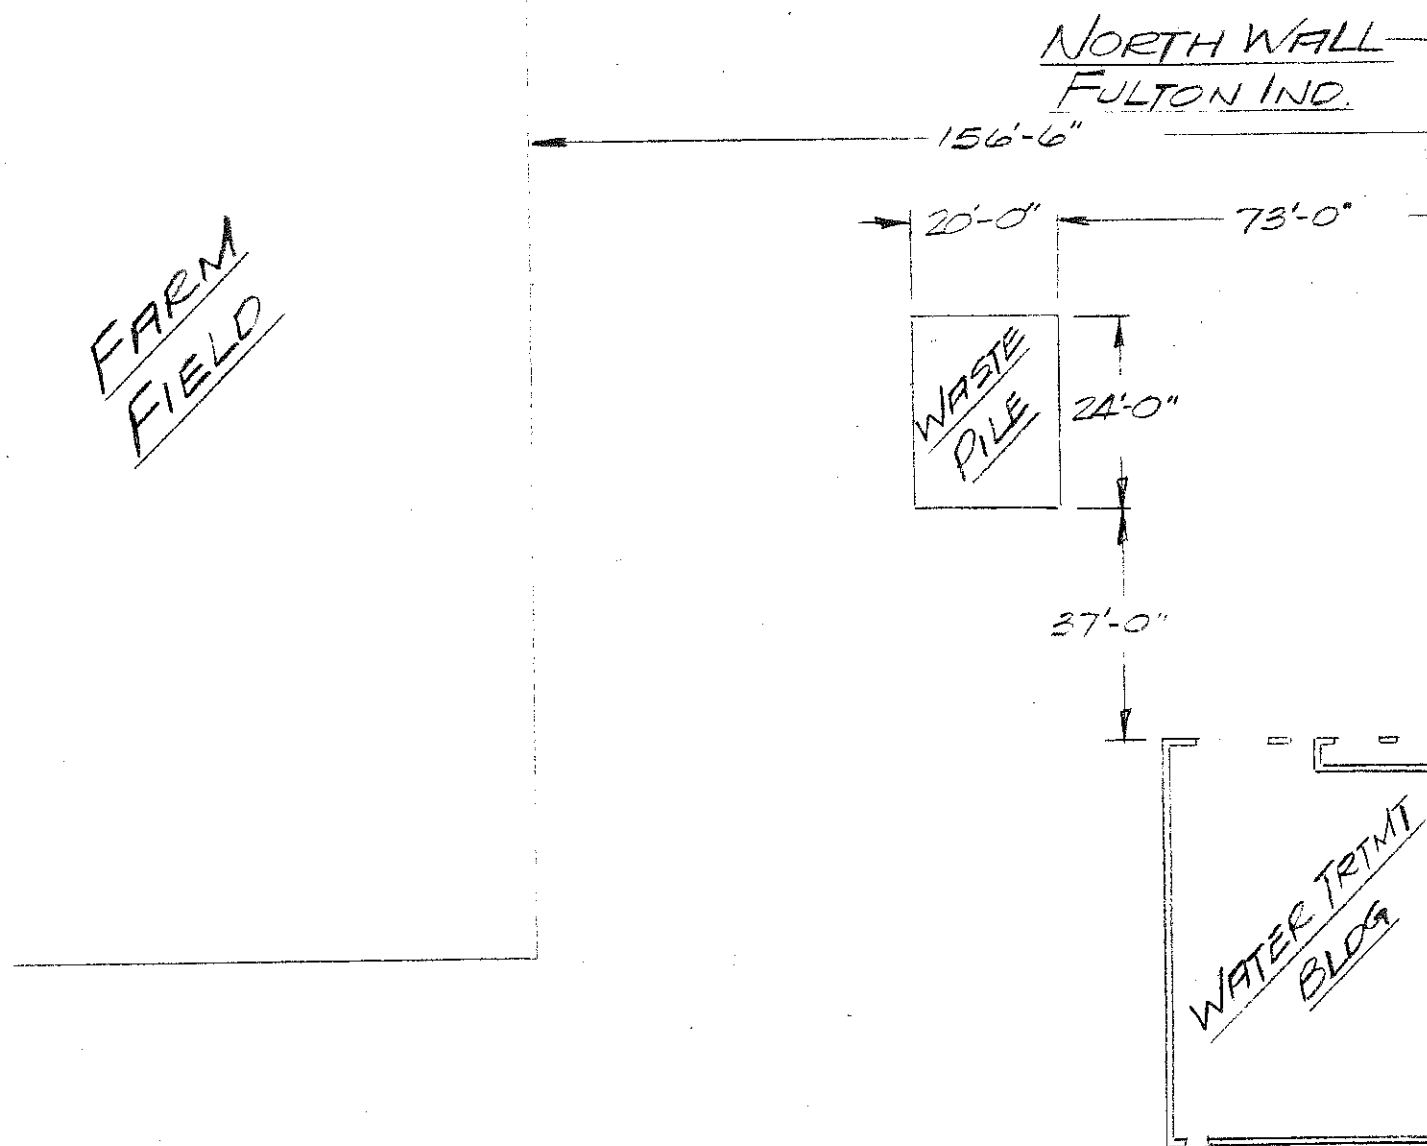 NORTH WALL
FULTON IND.
156'-6"
20'-0"
73'-0"
FARM
FIELD
WASTE
PILE
24'-0"
37'-0"
WATER TRTMT
BLDG